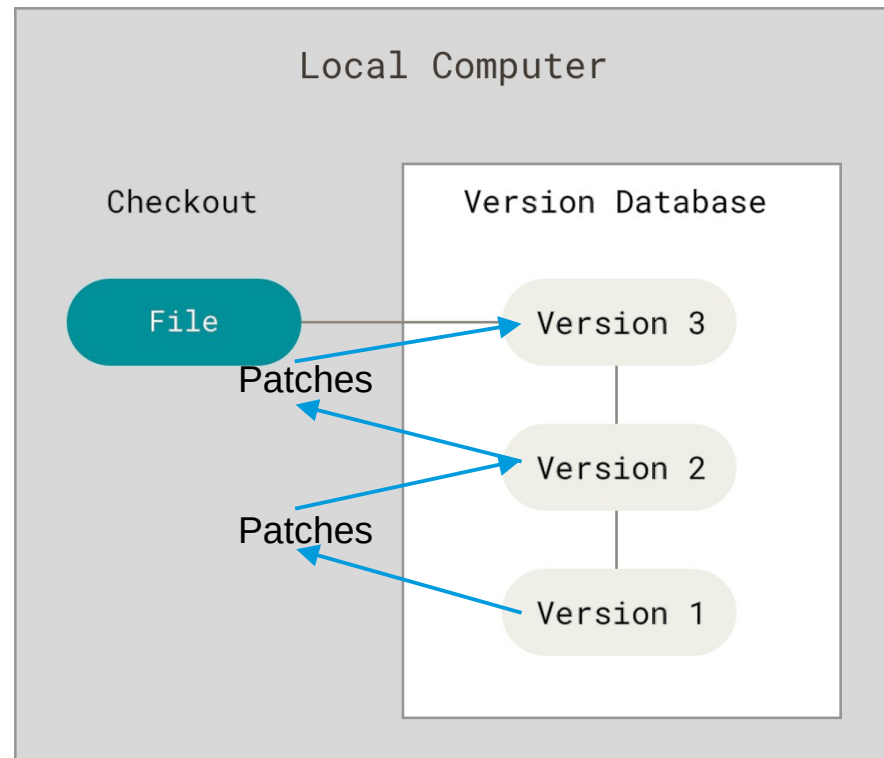 Local Computer
Checkout
Version Database
File
Version 3
Patches
Version 2
Patches
Version 1